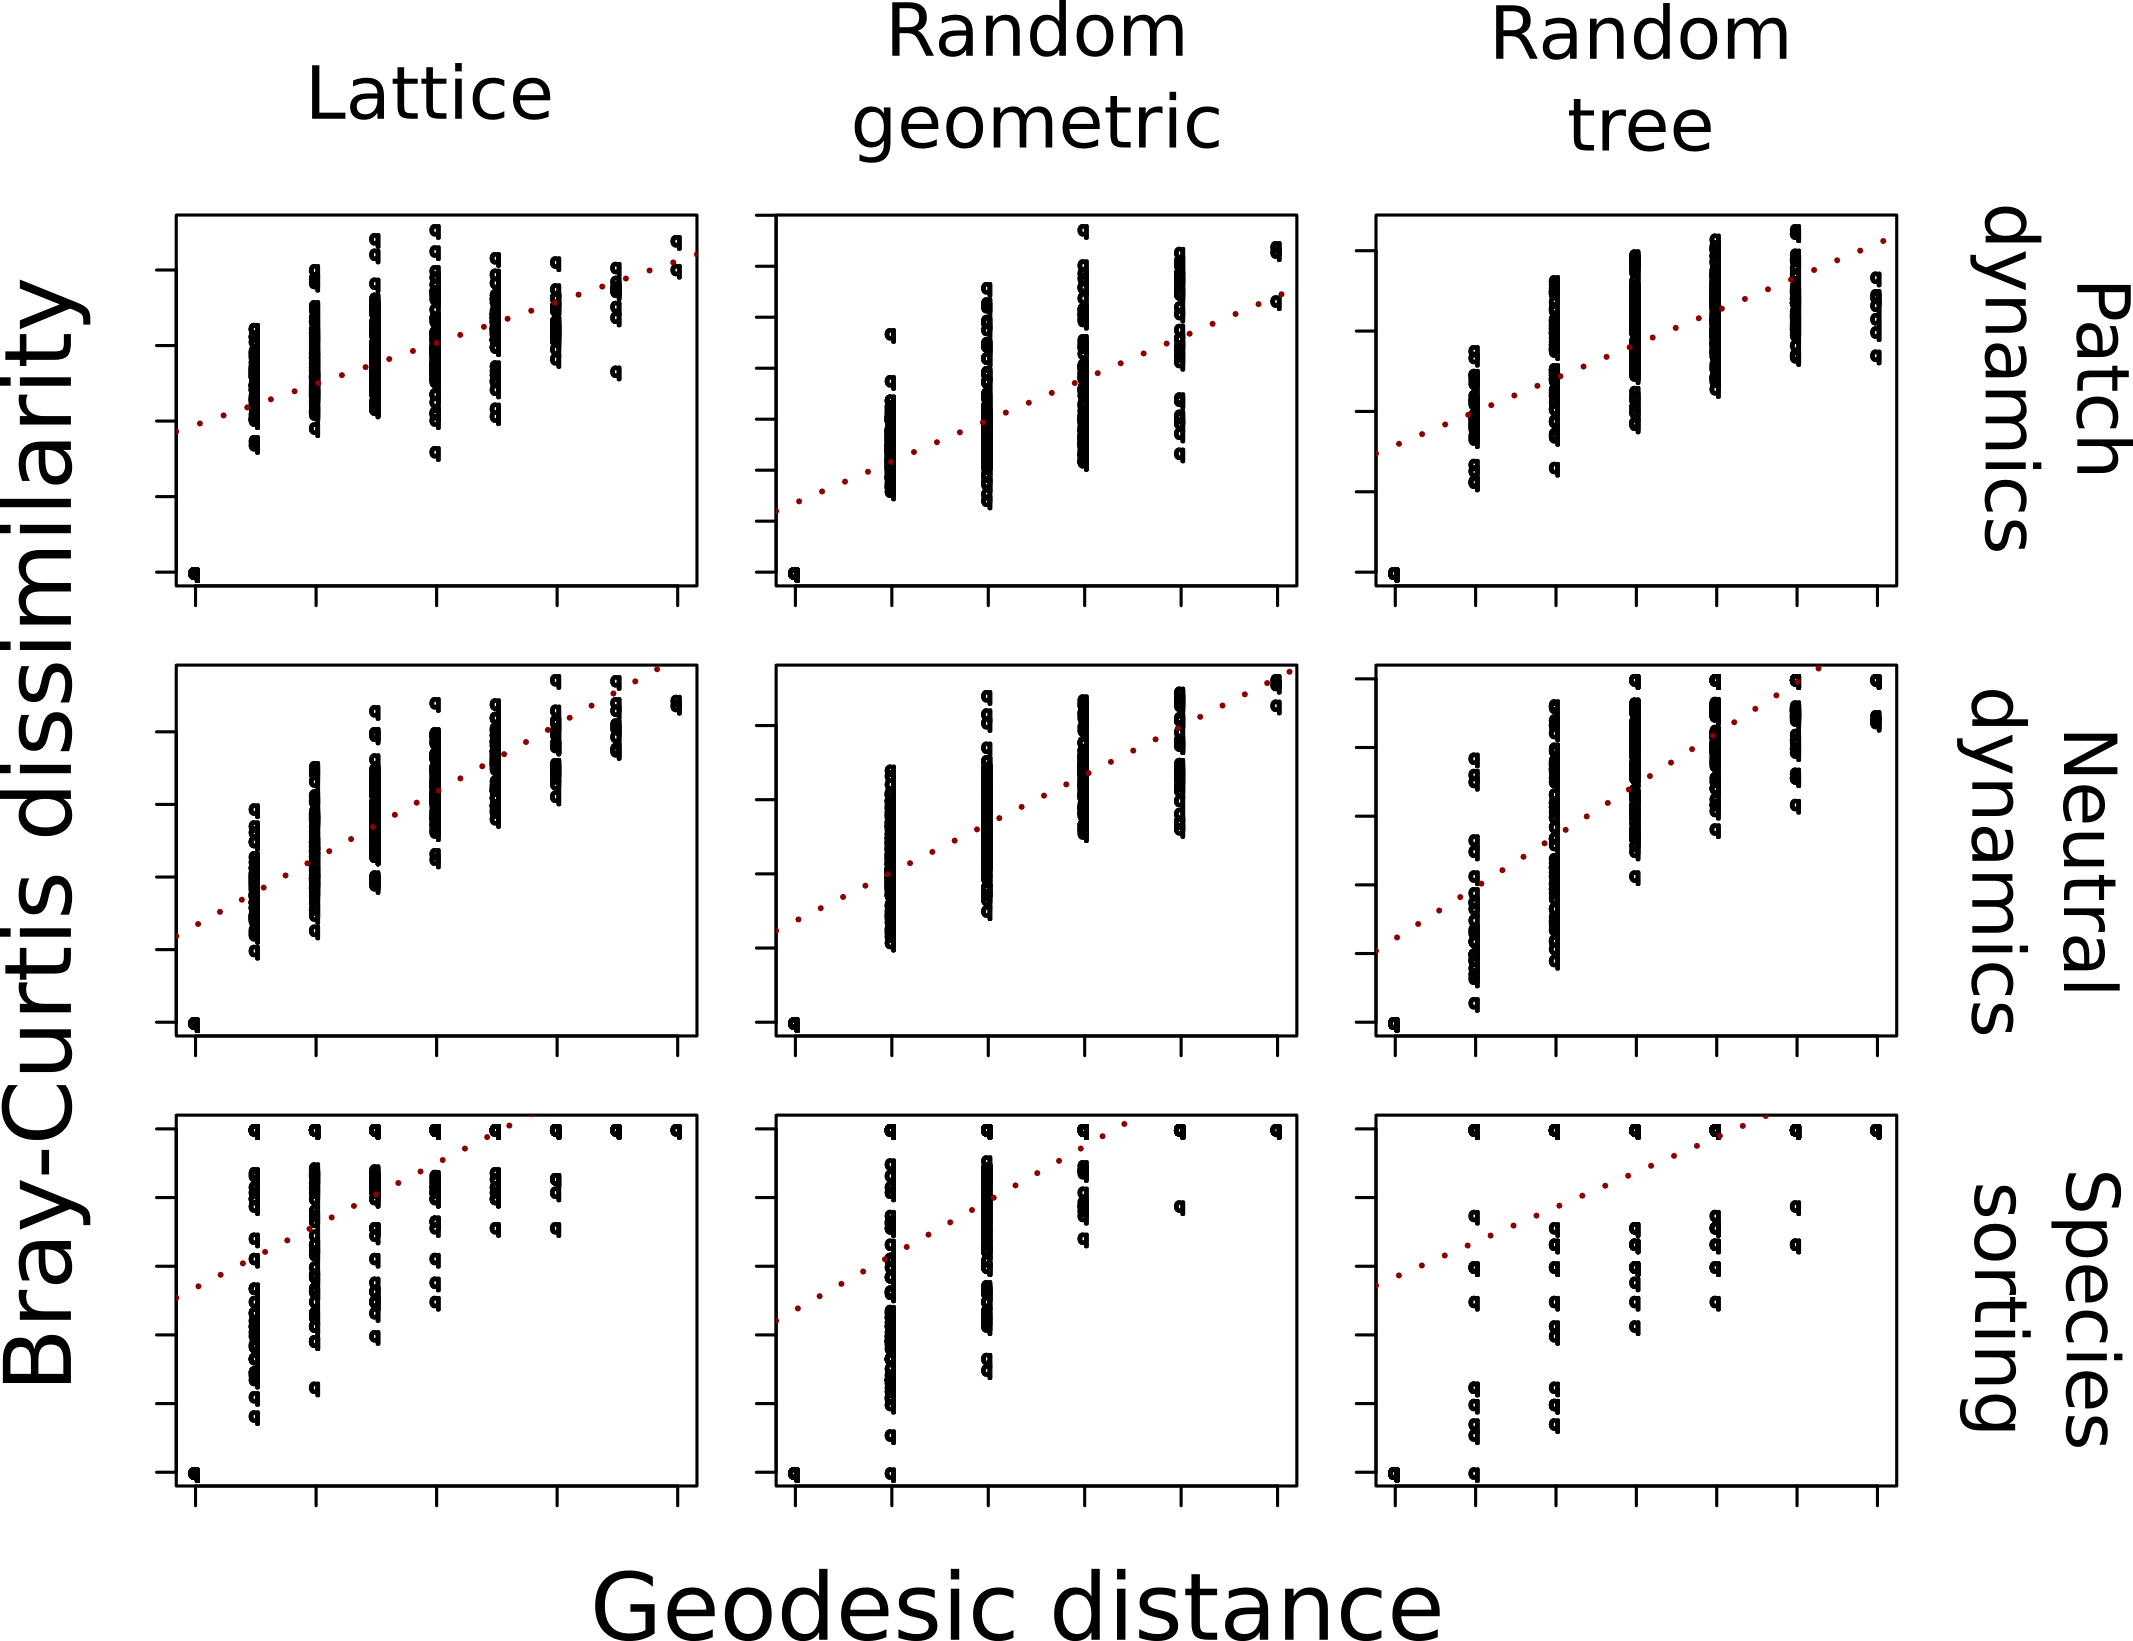 Lattice
Random
geometric
Random
tree
Bray-Curtis dissimilarity
Patch
dynamics
Neutral
dynamics
Species
sorting
Geodesic distance